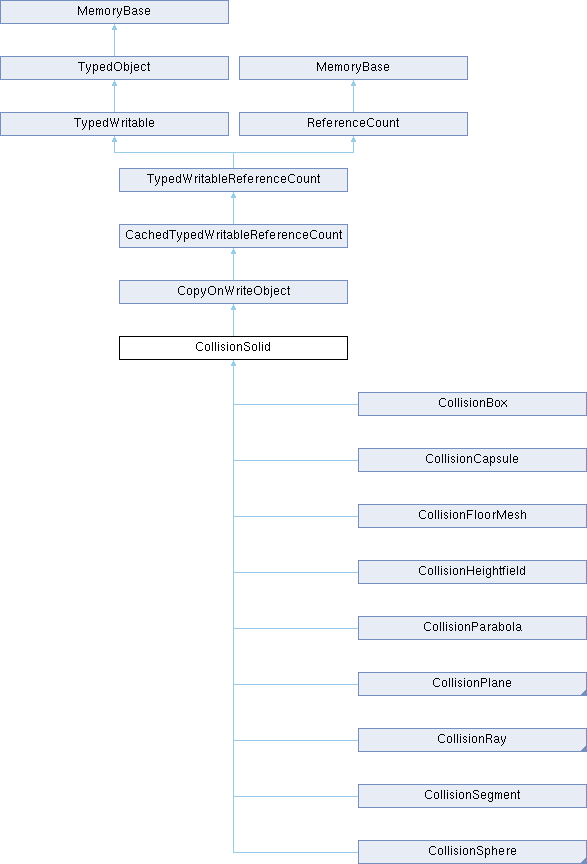 MemoryBase
TypedObject
MemoryBase
TypedWritable
ReferenceCount
TypedWritableReferenceCount
CachedTypedWritableReferenceCount
CopyOnWriteObject
CollisionSolid
CollisionBox
CollisionCapsule
CollisionFloorMesh
CollisionHeightfield
CollisionParabola
CollisionPlane
CollisionRay
CollisionSegment
CollisionSphere